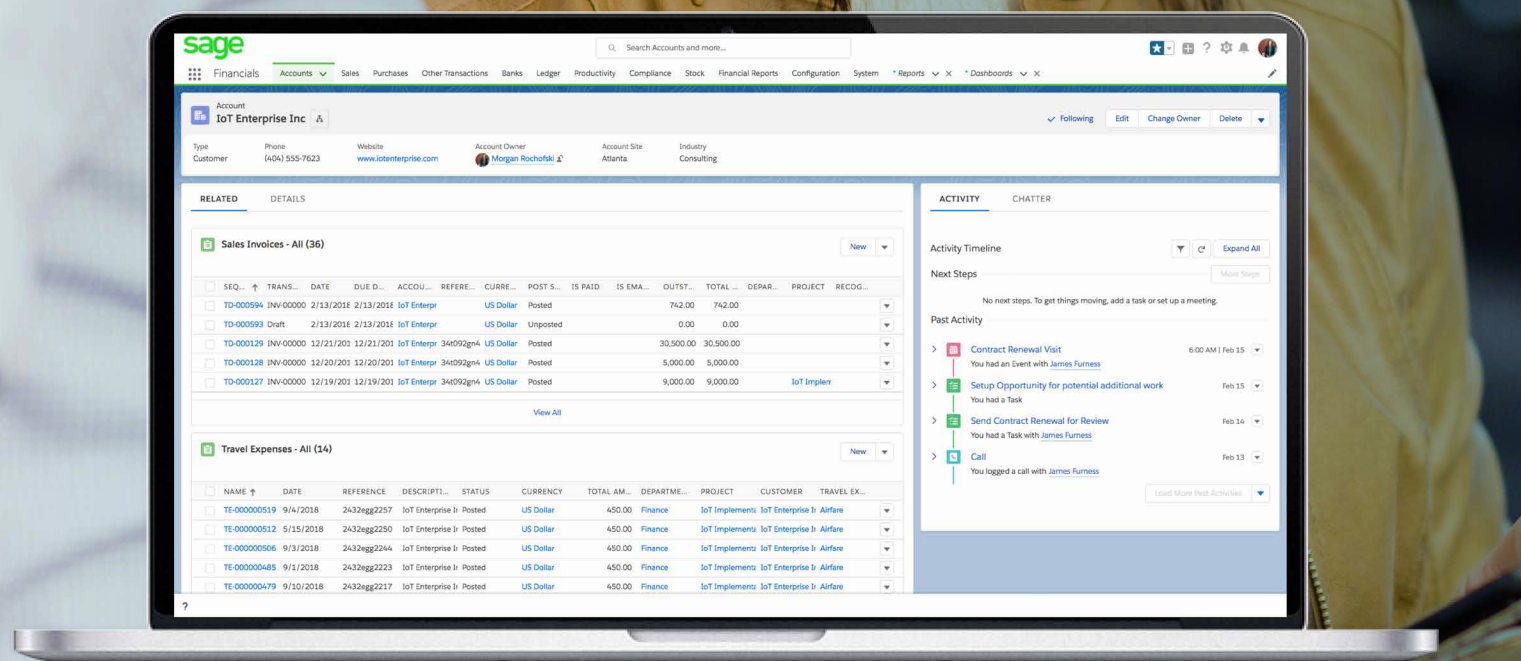 sage
Search Accounts and more...
Financials Accounts Sales Purchases Other Transactions Banks Ledger Productivity Compliance Stock Financial Reports Configuration System * Reports * Dashboards
Account
IoT Enterprise Inc
Following Edit Change Owner Delete
Type Phone Website Account Owner Account Site Industry
Customer (404) 555-7623 www.iotenterprise.com Morgan Rochofski Atlanta Consulting
RELATED DETAILS
Sales Invoices - All (36) New
SEQ... TRANS... DATE DUE D... ACCOU... REFERE... CURRE... POST S... IS PAID IS EMA... OUTST... TOTAL ... DEPAR... PROJECT RECOG...
TD-000594 INV-00000 2/13/2018 2/13/2018 IoT Enterpr US Dollar Posted 742.00 742.00
TD-000593 Draft 2/13/2018 2/13/2018 IoT Enterpr US Dollar Unposted 0.00 0.00
TD-000129 INV-00000 12/21/201 12/21/201 IoT Enterpr 34t092gn4 US Dollar Posted 30,500.00 30,500.00
TD-000128 INV-00000 12/20/201 12/20/201 IoT Enterpr 34t092gn4 US Dollar Posted 5,000.00 5,000.00
TD-000127 INV-00000 12/19/201 12/19/201 IoT Enterpr 34t092gn4 US Dollar Posted 9,000.00 9,000.00 IoT Implem
View All
Travel Expenses - All (14) New
NAME DATE REFERENCE DESCRIPTI... STATUS CURRENCY TOTAL AM... DEPARTME... PROJECT CUSTOMER TRAVEL EX...
TE-000000519 9/4/2018 2432egg2257 IoT Enterprise Ir Posted US Dollar 450.00 Finance IoT Implementa IoT Enterprise Ir Airfare
TE-000000512 5/15/2018 2432egg2250 IoT Enterprise Ir Posted US Dollar 450.00 Finance IoT Implementa IoT Enterprise Ir Airfare
TE-000000506 9/3/2018 2432egg2244 IoT Enterprise Ir Posted US Dollar 450.00 Finance IoT Implementa IoT Enterprise Ir Airfare
TE-000000485 9/1/2018 2432egg2223 IoT Enterprise Ir Posted US Dollar 450.00 Finance IoT Implementa IoT Enterprise Ir Airfare
TE-000000479 9/10/2018 2432egg2217 IoT Enterprise Ir Posted US Dollar 450.00 Finance IoT Implementa IoT Enterprise Ir Airfare
?
ACTIVITY CHATTER
Activity Timeline Expand All
Next Steps More Steps
No next steps. To get things moving, add a task or set up a meeting.
Past Activity
Contract Renewal Visit 6:00 AM | Feb 15
You had an Event with James Furness
Setup Opportunity for potential additional work Feb 15
You had a Task
Send Contract Renewal for Review Feb 14
You had a Task with James Furness
Call Feb 13
You logged a call with James Furness
Load More Past Activities